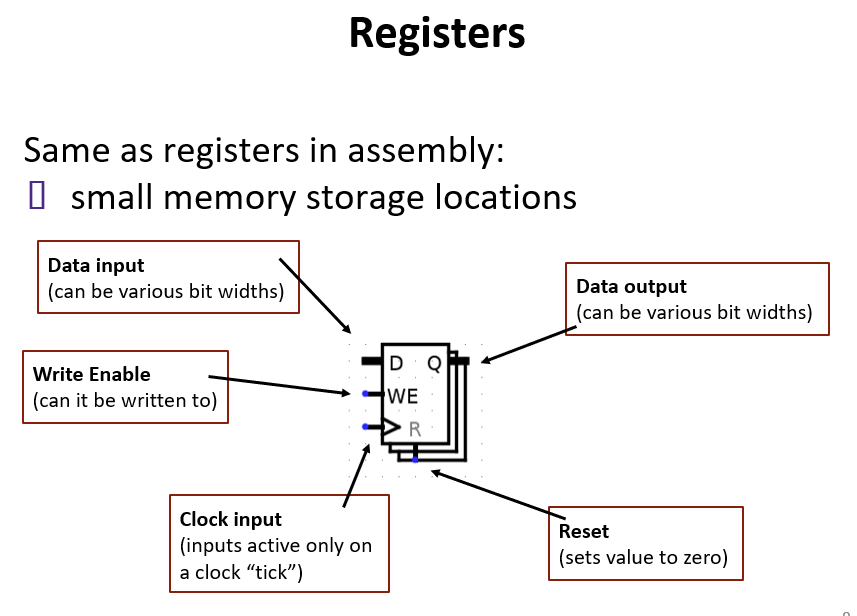 Registers
Same as registers in assembly:
small memory storage locations
Data input
(can be various bit widths)
Data output
(can be various bit widths)
Write Enable
(can it be written to)
D Q
WE
R
Clock input
(inputs active only on
a clock “tick”)
Reset
(sets value to zero)